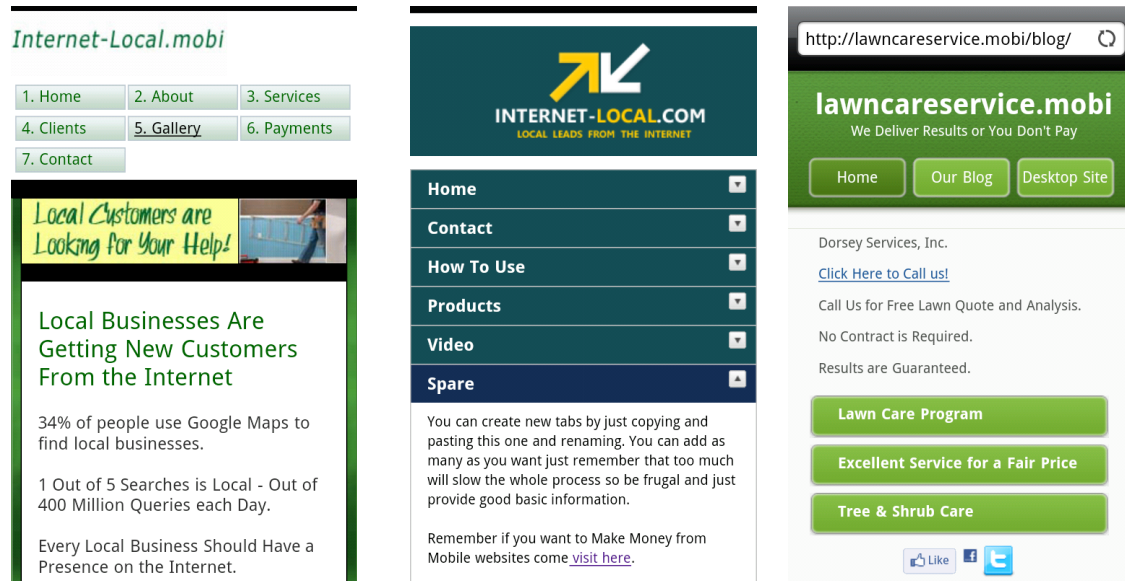 Internet-Local.mobi
1. Home
2. About
3. Services
4. Clients
5. Gallery
6. Payments
7. Contact
Local Customers are
Looking for Your Help!
Local Businesses Are
Getting New Customers
From the Internet
34% of people use Google Maps to
find local businesses.
1 Out of 5 Searches is Local - Out of
400 Million Queries each Day.
Every Local Business Should Have a
Presence on the Internet.
INTERNET-LOCAL.COM
LOCAL LEADS FROM THE INTERNET
Home
Contact
How To Use
Products
Video
Spare
You can create new tabs by just copying and
pasting this one and renaming. You can add as
many as you want just remember that too much
will slow the whole process so be frugal and just
provide good basic information.
Remember if you want to Make Money from
Mobile websites come visit here.
http://lawncareservice.mobi/blog/
lawncareservice.mobi
We Deliver Results or You Don't Pay
Home
Our Blog
Desktop Site
Dorsey Services, Inc.
Click Here to Call us!
Call Us for Free Lawn Quote and Analysis.
No Contract is Required.
Results are Guaranteed.
Lawn Care Program
Excellent Service for a Fair Price
Tree & Shrub Care
Like